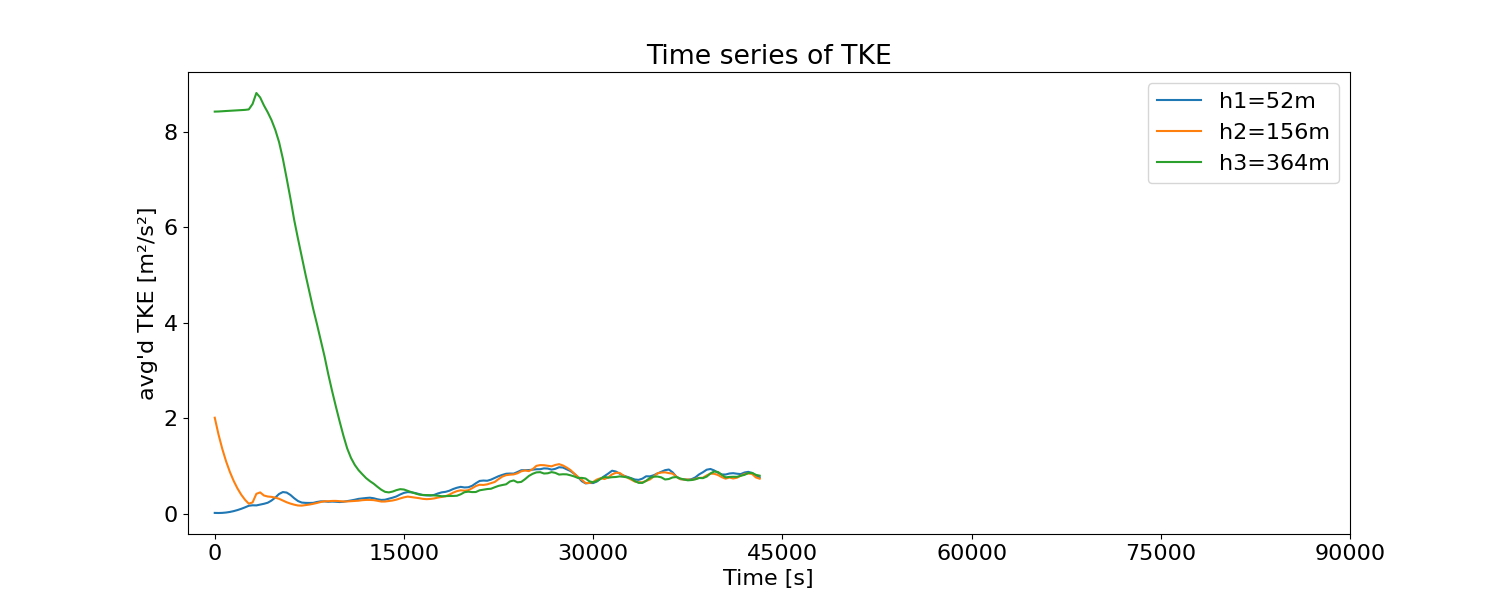 Time series of TKE
h1=52m
h2=156m
h3=364m
avg'd TKE [m²/s²]
8
6
4
2
0
0 15000 30000 45000 60000 75000 90000
Time [s]